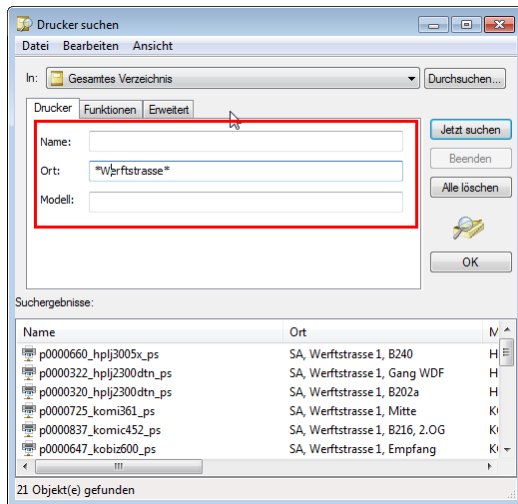 Drucker suchen
Datei Bearbeiten Ansicht
In: Gesamtes Verzeichnis Durchsuchen...
Drucker Funktionen Erweitert
Jetzt suchen
Name:
Beenden
Ort: *Werftstrasse*
Alle löschen
Modell:
OK
Suchergebnisse:
Name Ort M
p0000660_hplj3005x_ps SA, Werftstrasse 1, B240 H
p0000322_hplj2300dtn_ps SA, Werftstrasse 1, Gang WDF H
p0000320_hplj2300dtn_ps SA, Werftstrasse 1, B202a H
p0000725_komi361_ps SA, Werftstrasse 1, Mitte K
p0000837_komic452_ps SA, Werftstrasse 1, B216, 2.OG K
p0000647_kobiz600_ps SA, Werftstrasse 1, Empfang K
21 Objekt(e) gefunden